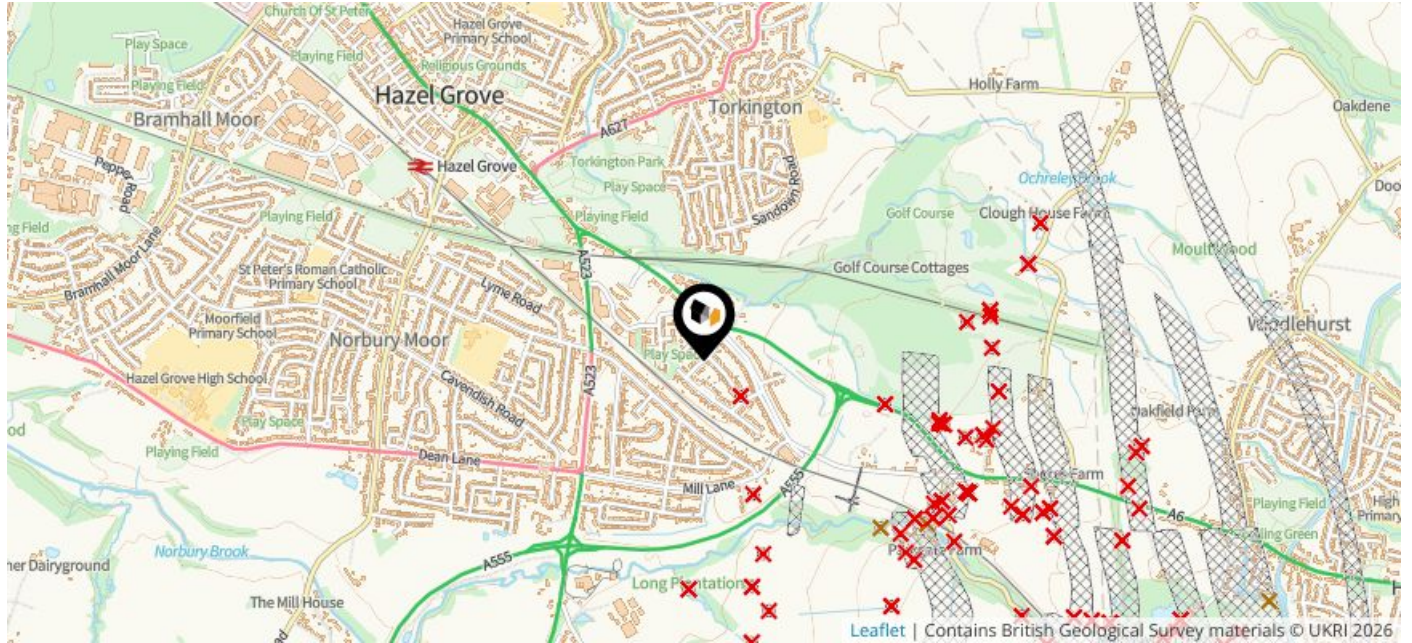 Church Of St Peter
Hazel Grove
Primary School
Play Space
Playing Field
Religious Grounds
Playing Field
Hazel Grove
Holly Farm
Torkington
Oakdene
Bramhall Moor
A627
Pepper Road
Hazel Grove
Torkington Park
Play Space
Sandown Road
Ochreley Brook
Clough House Farm
Playing Field
Playing Field
Golf Course
Bramhall Moor Lane
A523
Moult Wood
St Peter's Roman Catholic
Primary School
Golf Course Cottages
Lyme Road
Moorfield
Primary School
Norbury Moor
Play Space
Windlehurst
Hazel Grove High School
Cavendish Road
A523
Play Space
Oakfield Farm
Playing Field
Dean Lane
Mill Lane
A555
A6
Playing Field
High
Primary
Norbury Brook
A555
Long Plantation
The Mill House
Leaflet | Contains British Geological Survey materials © UKRI 2026